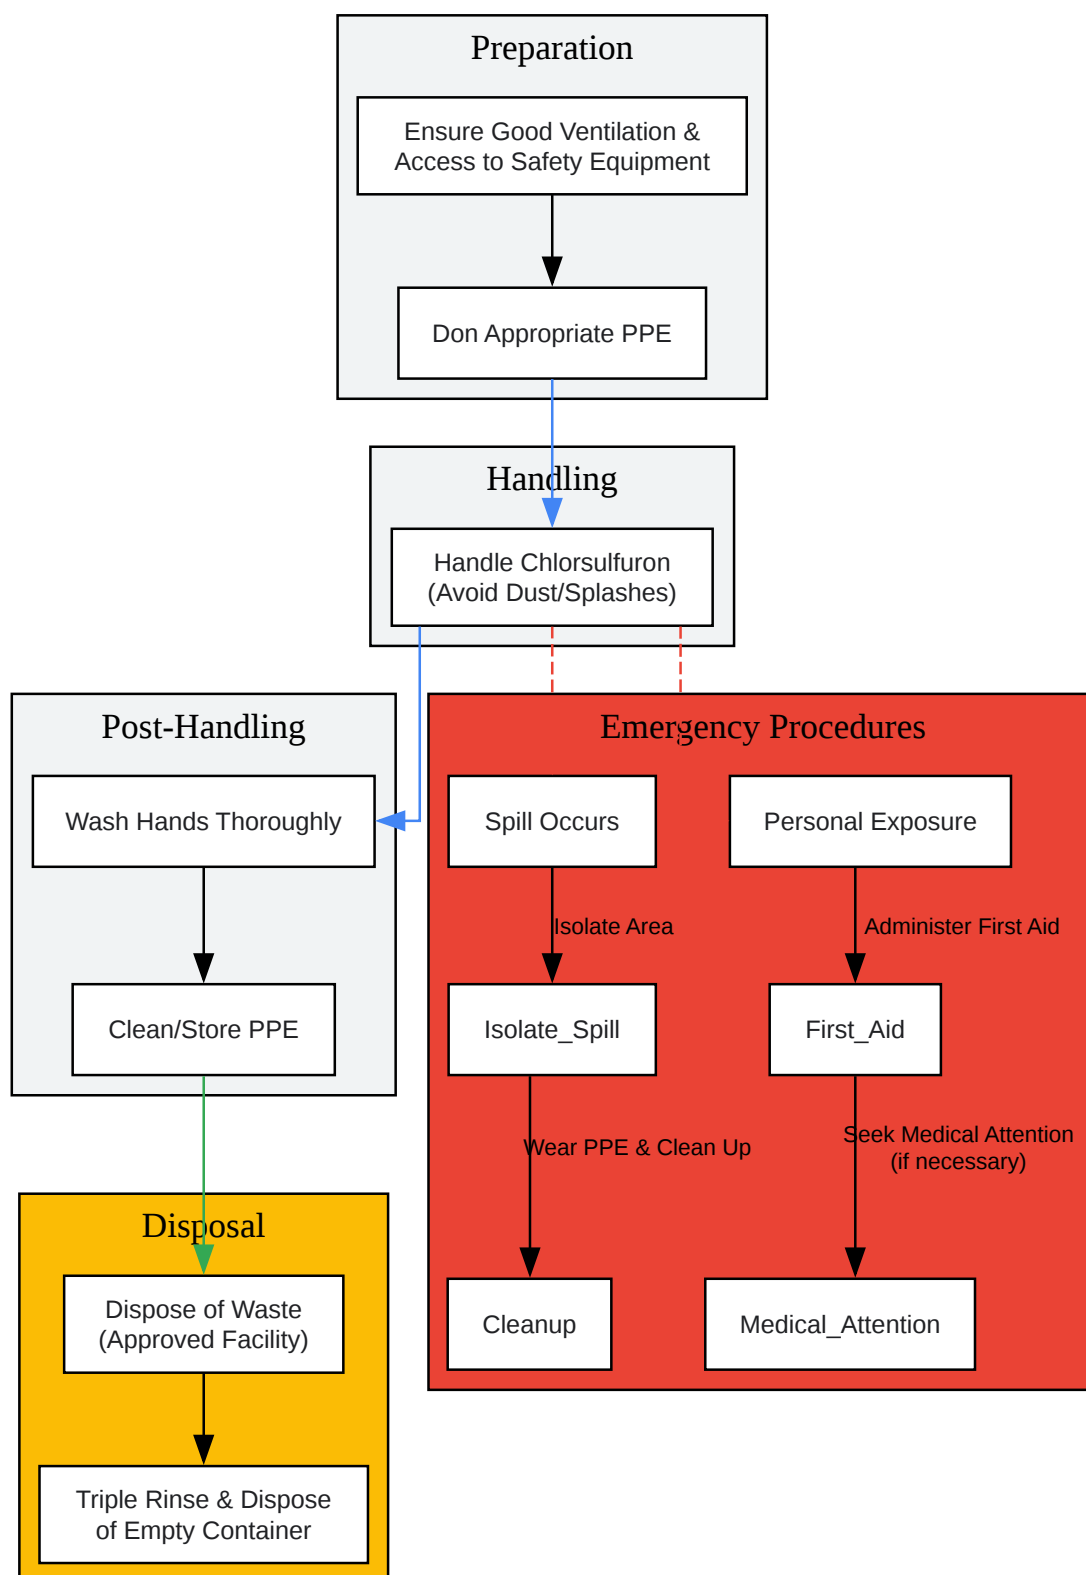 Preparation
Ensure Good Ventilation &
Access to Safety Equipment
Don Appropriate PPE
Handling
Handle Chlorsulfuron
(Avoid Dust/Splashes)
Post-Handling
Wash Hands Thoroughly
Clean/Store PPE
Emergency Procedures
Spill Occurs
Isolate Area
Isolate_Spill
Wear PPE & Clean Up
Cleanup
Personal Exposure
Administer First Aid
First_Aid
Seek Medical Attention
(if necessary)
Medical_Attention
Disposal
Dispose of Waste
(Approved Facility)
Triple Rinse & Dispose
of Empty Container